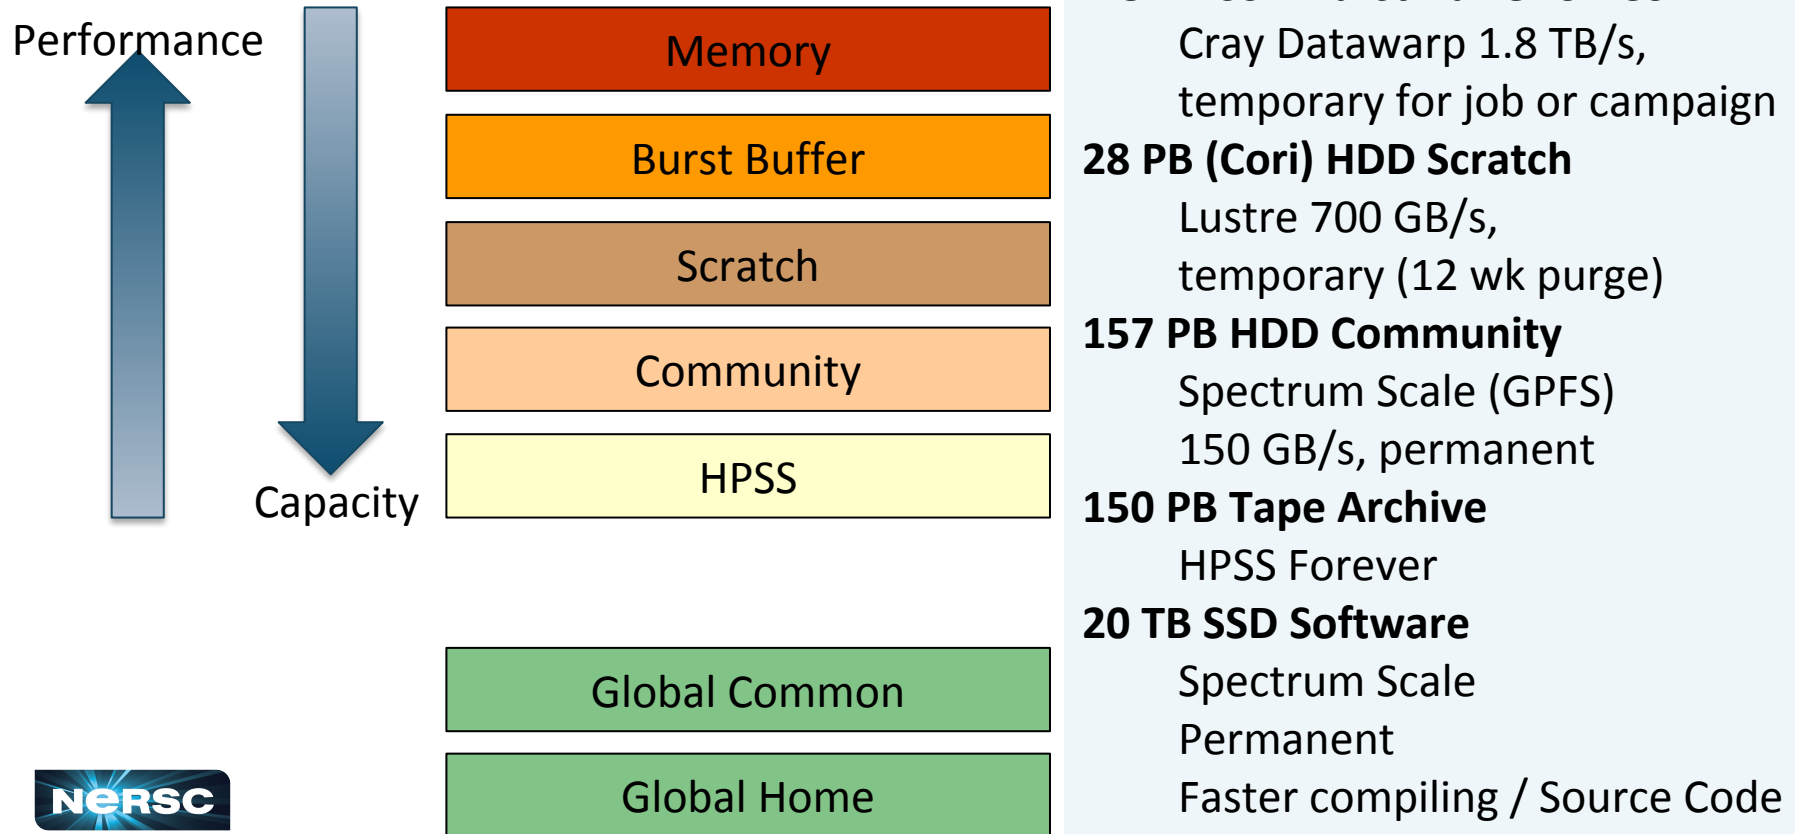 Performance
Capacity
Memory
Burst Buffer
Scratch
Community
HPSS
Global Common
Global Home
NERSC
Cray Datawarp 1.8 TB/s,
temporary for job or campaign
28 PB (Cori) HDD Scratch
Lustre 700 GB/s,
temporary (12 wk purge)
157 PB HDD Community
Spectrum Scale (GPFS)
150 GB/s, permanent
150 PB Tape Archive
HPSS Forever
20 TB SSD Software
Spectrum Scale
Permanent
Faster compiling / Source Code